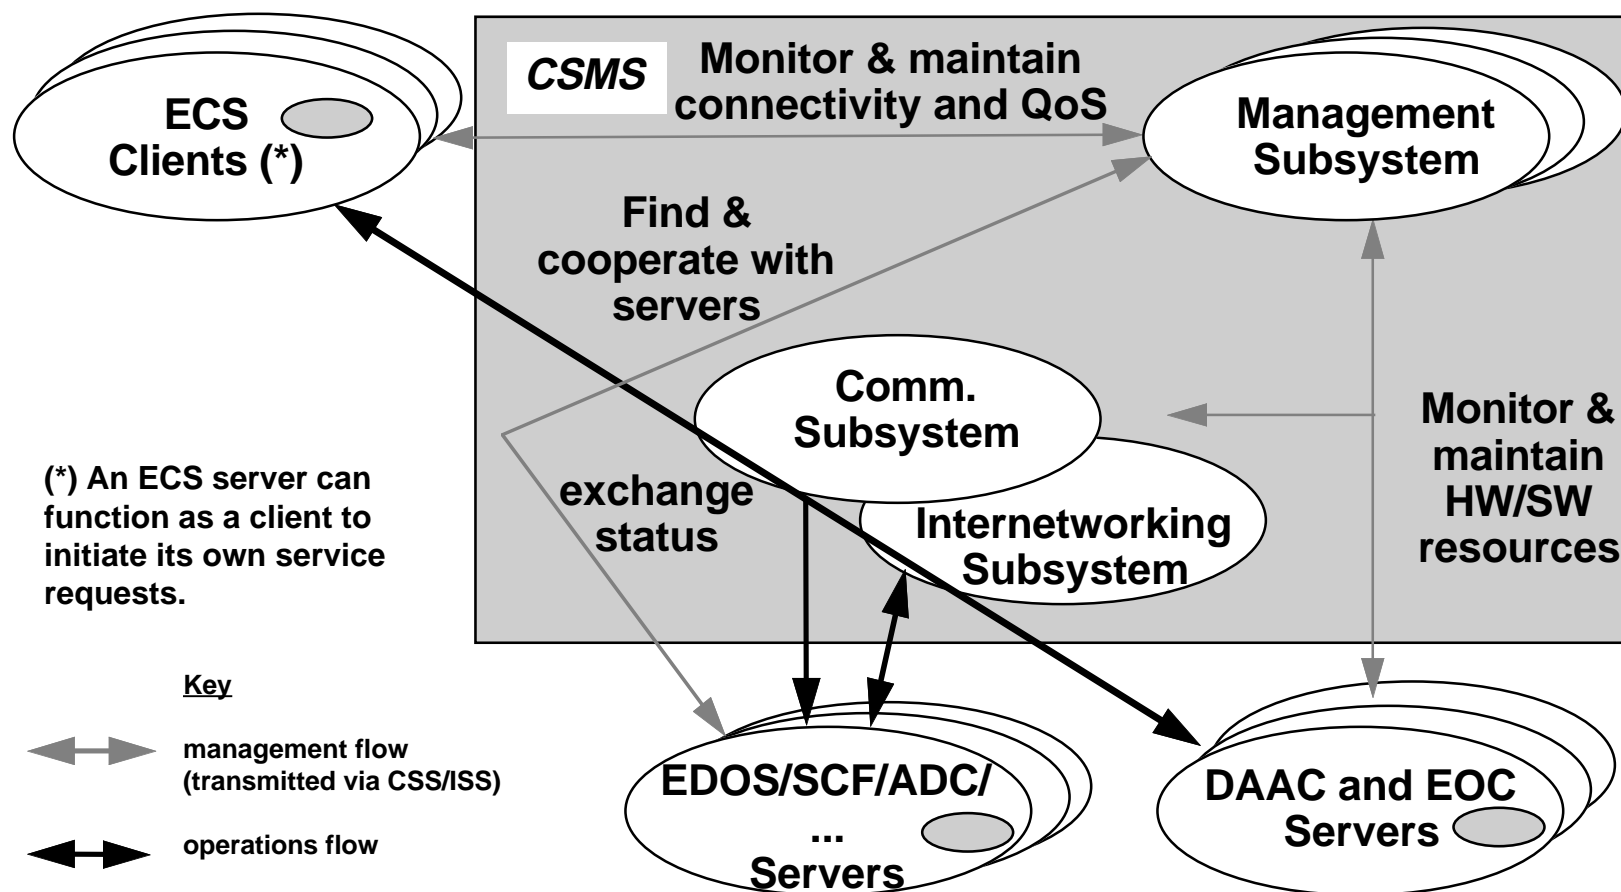 ECS
Clients (*)
CSMS
Monitor & maintain
connectivity and QoS
Management
Subsystem
Find &
cooperate with
servers
Comm.
Subsystem
Internetworking
Subsystem
Monitor &
maintain
HW/SW
resources
exchange
status
(*) An ECS server can
function as a client to
initiate its own service
requests.
Key
management flow
(transmitted via CSS/ISS)
operations flow
EDOS/SCF/ADC/
...
Servers
DAAC and EOC
Servers